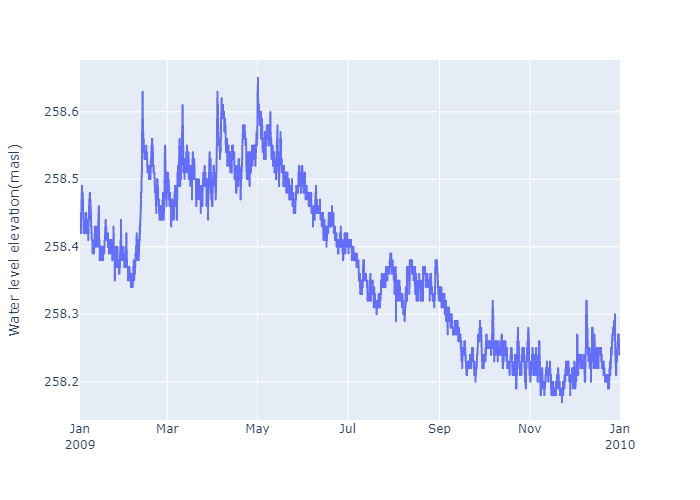 Water level elevation(masl)
258.6
258.5
258.4
258.3
258.2
Jan
2009
Mar
May
Jul
Sep
Nov
Jan
2010